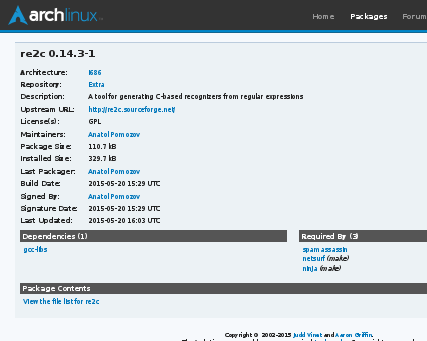 archlinux
Home Packages Forum
re2c 0.14.3-1
Architecture: i686
Repository: Extra
Description: A tool for generating C-based recognizers from regular expressions
Upstream URL: http://re2c.sourceforge.net/
License(s): GPL
Maintainers: Anatol Pomozov
Package Size: 110.7 kB
Installed Size: 329.7 kB
Last Packager: Anatol Pomozov
Build Date: 2015-05-20 15:29 UTC
Signed By: Anatol Pomozov
Signature Date: 2015-05-20 15:29 UTC
Last Updated: 2015-05-20 16:03 UTC
Dependencies (1)
gcc-libs
Required By (3)
spamassassin
netsurf (make)
ninja (make)
Package Contents
View the file list for re2c
Copyright © 2002-2015 Judd Vinet and Aaron Griffin.